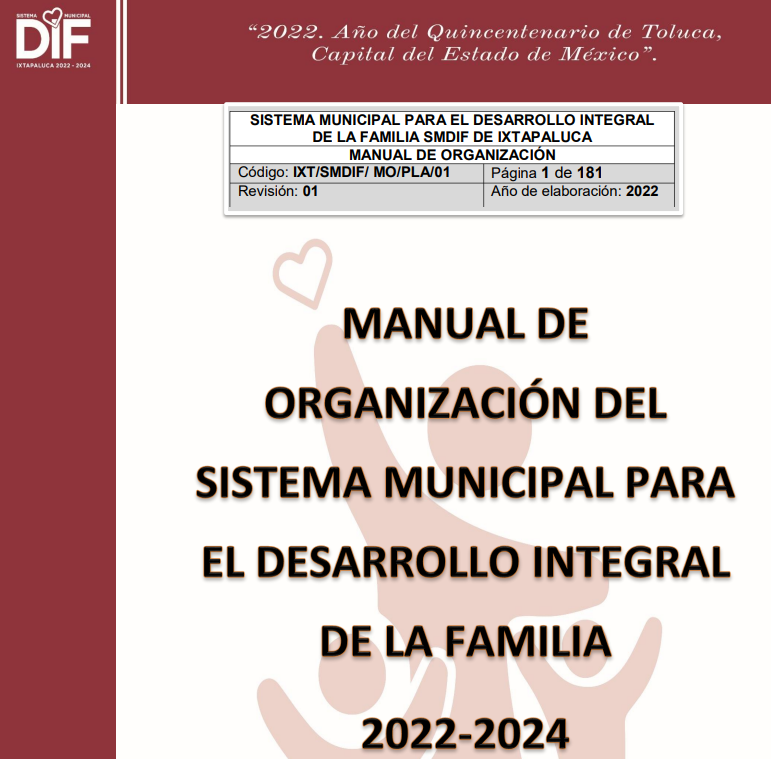 SISTEMA MUNICIPAL
DIF
IXTAPALUCA 2022 - 2024
“2022. Año del Quincentenario de Toluca,
Capital del Estado de México”.
SISTEMA MUNICIPAL PARA EL DESARROLLO INTEGRAL
DE LA FAMILIA SMDIF DE IXTAPALUCA
MANUAL DE ORGANIZACIÓN
Código: IXT/SMDIF/ MO/PLA/01 Página 1 de 181
Revisión: 01 Año de elaboración: 2022
MANUAL DE
ORGANIZACIÓN DEL
SISTEMA MUNICIPAL PARA
EL DESARROLLO INTEGRAL
DE LA FAMILIA
2022-2024